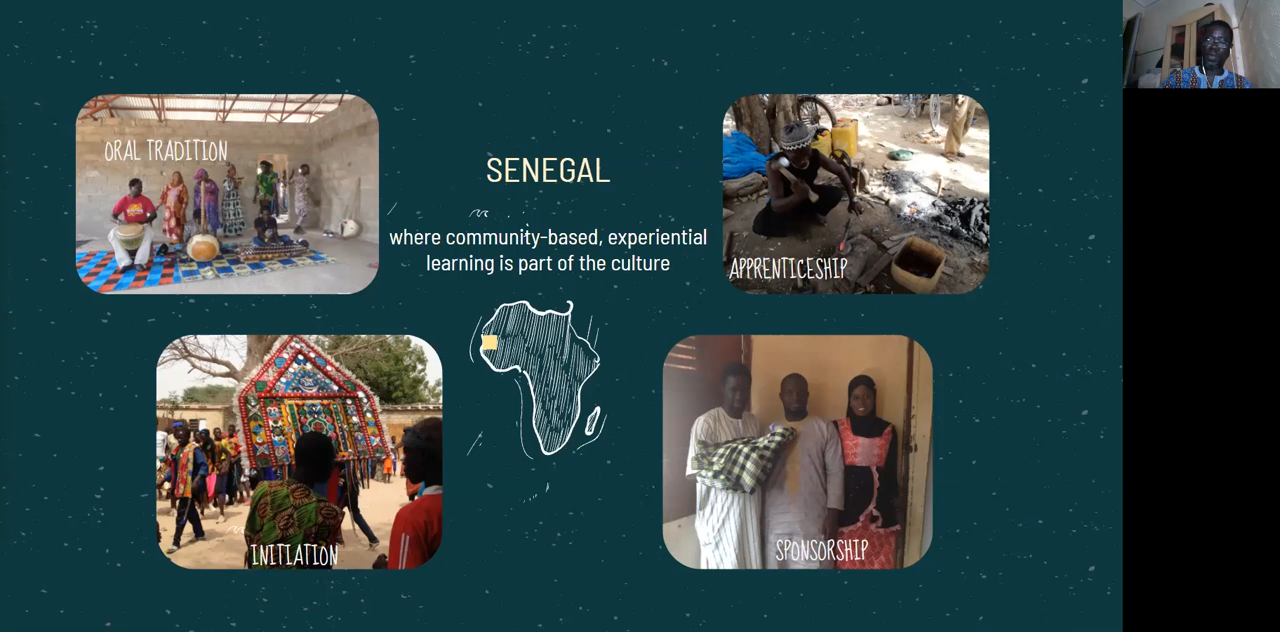 ORAL TRADITION
SENEGAL
where community-based, experiential
learning is part of the culture
APPRENTICESHIP
INITIATION
SPONSORSHIP